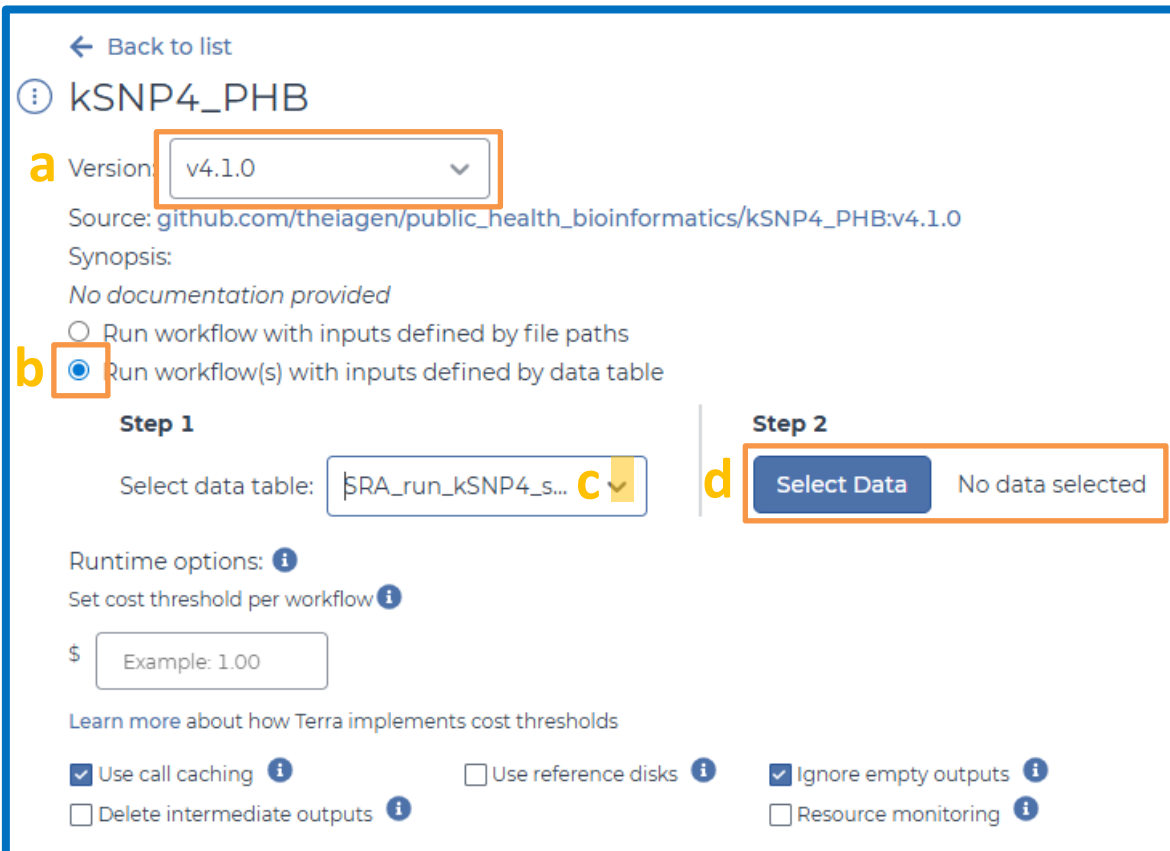 Back to list
kSNP4_PHB
a Version: v4.1.0
Source: github.com/theiagen/public_health_bioinformatics/kSNP4_PHB:v4.1.0
Synopsis:
No documentation provided
Run workflow with inputs defined by file paths
b Run workflow(s) with inputs defined by data table
Step 1
Select data table: SRA_run_kSNP4_s... c
Step 2
d Select Data No data selected
Runtime options:
Set cost threshold per workflow
$ Example: 1.00
Learn more about how Terra implements cost thresholds
Use call caching Use reference disks Ignore empty outputs
Delete intermediate outputs Resource monitoring